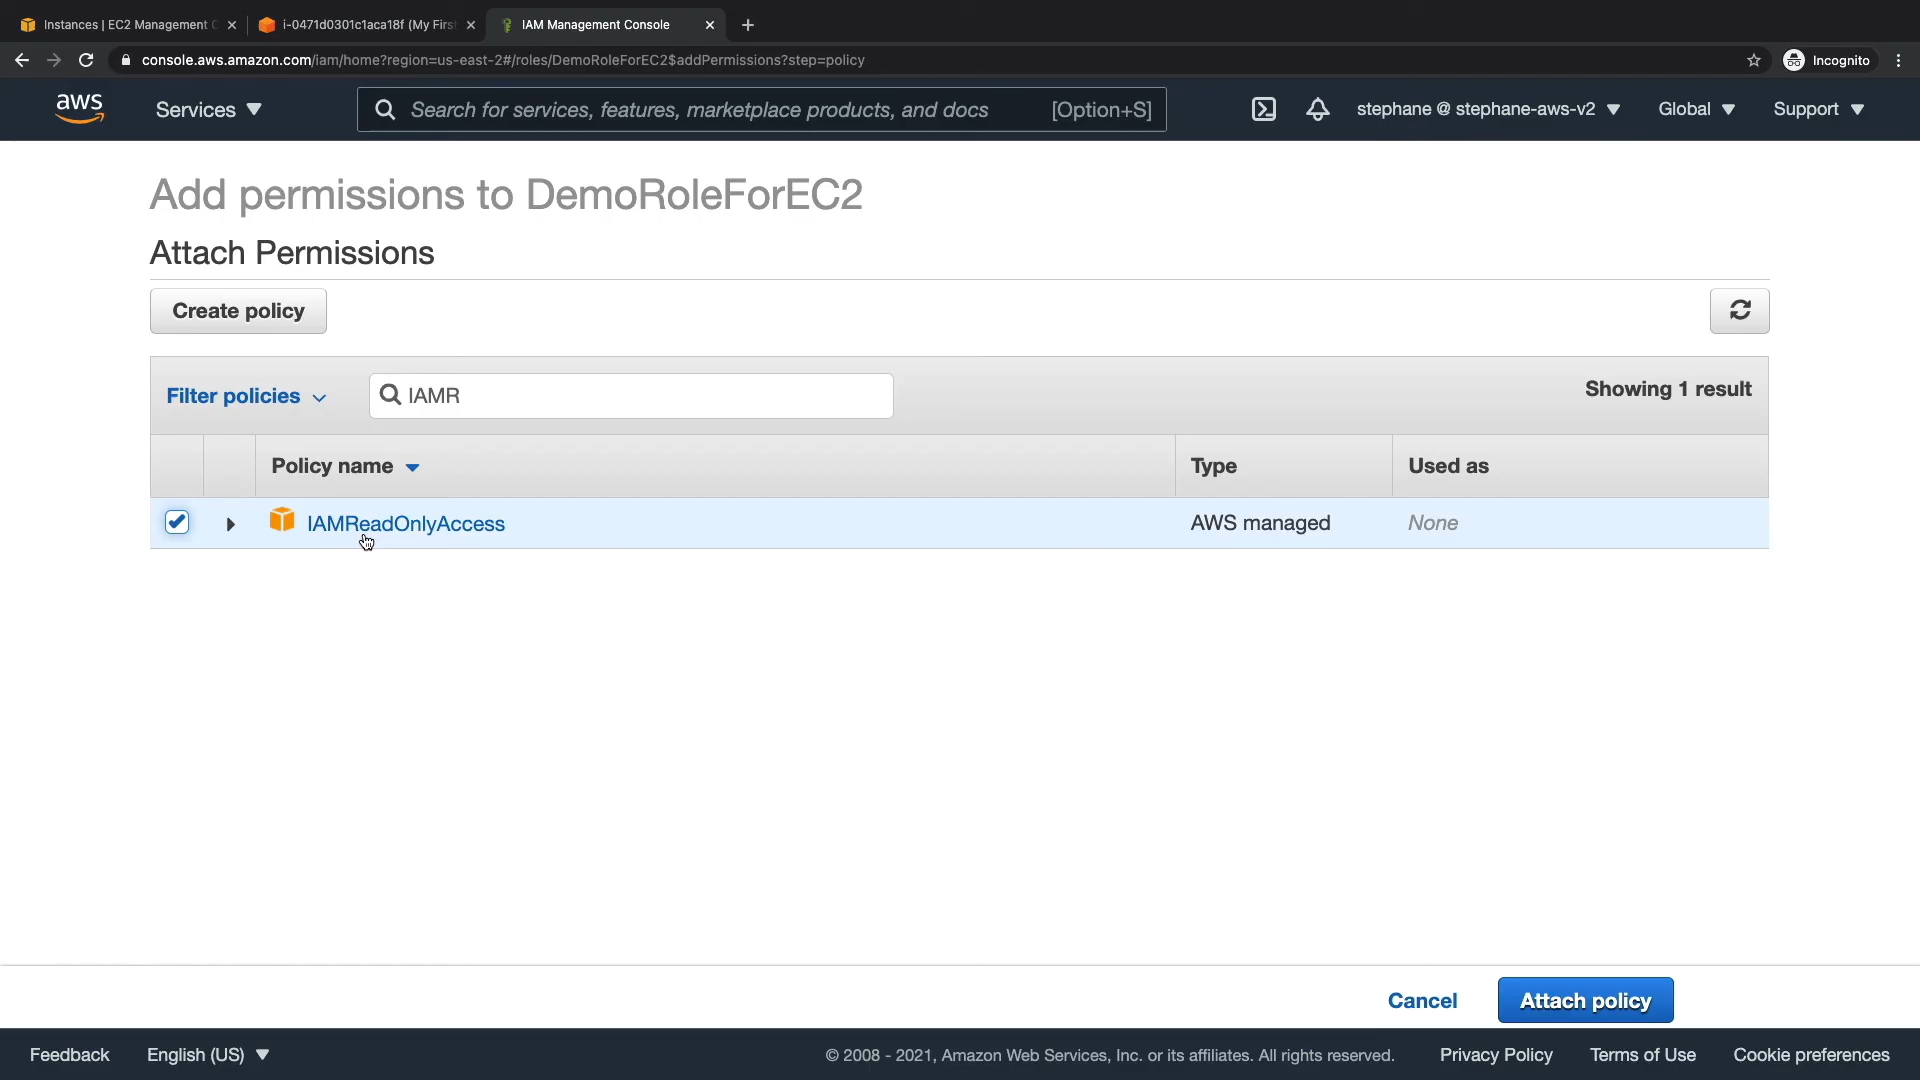 Instances | EC2 Management C
i-0471d0301c1aca18f (My Firs
IAM Management Console
console.aws.amazon.com/iam/home?region=us-east-2#/roles/DemoRoleForEC2$addPermissions?step=policy
Incognito
aws
Services
Search for services, features, marketplace products, and docs
[Option+S]
stephane @ stephane-aws-v2
Global
Support
Add permissions to DemoRoleForEC2
Attach Permissions
Create policy
Filter policies
IAMR
Showing 1 result
Policy name
Type
Used as
IAMReadOnlyAccess
AWS managed
None
Cancel
Attach policy
Feedback
English (US)
© 2008 - 2021, Amazon Web Services, Inc. or its affiliates. All rights reserved.
Privacy Policy
Terms of Use
Cookie preferences